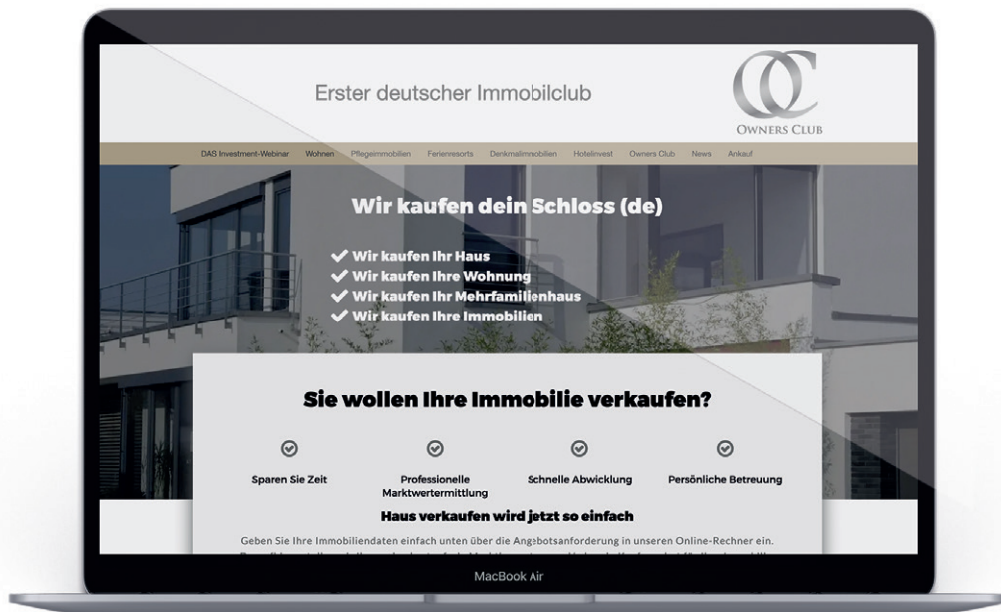 Erster deutscher Immobilclub
OC
OWNERS CLUB
DAS Investment-Webinar Wohnen Pflegeimmobilien Ferienresorts Denkmalimmobilien Hotelinvest Owners Club News Ankauf
Wir kaufen dein Schloss (de)
Wir kaufen Ihr Haus
Wir kaufen Ihre Wohnung
Wir kaufen Ihr Mehrfamilienhaus
Wir kaufen Ihre Immobilien
Sie wollen Ihre Immobilie verkaufen?
Sparen Sie Zeit
Professionelle
Marktwertermittlung
Schnelle Abwicklung
Persönliche Betreuung
Haus verkaufen wird jetzt so einfach
Geben Sie Ihre Immobiliendaten einfach unten über die Angebotsanforderung in unseren Online-Rechner ein.
MacBook Air